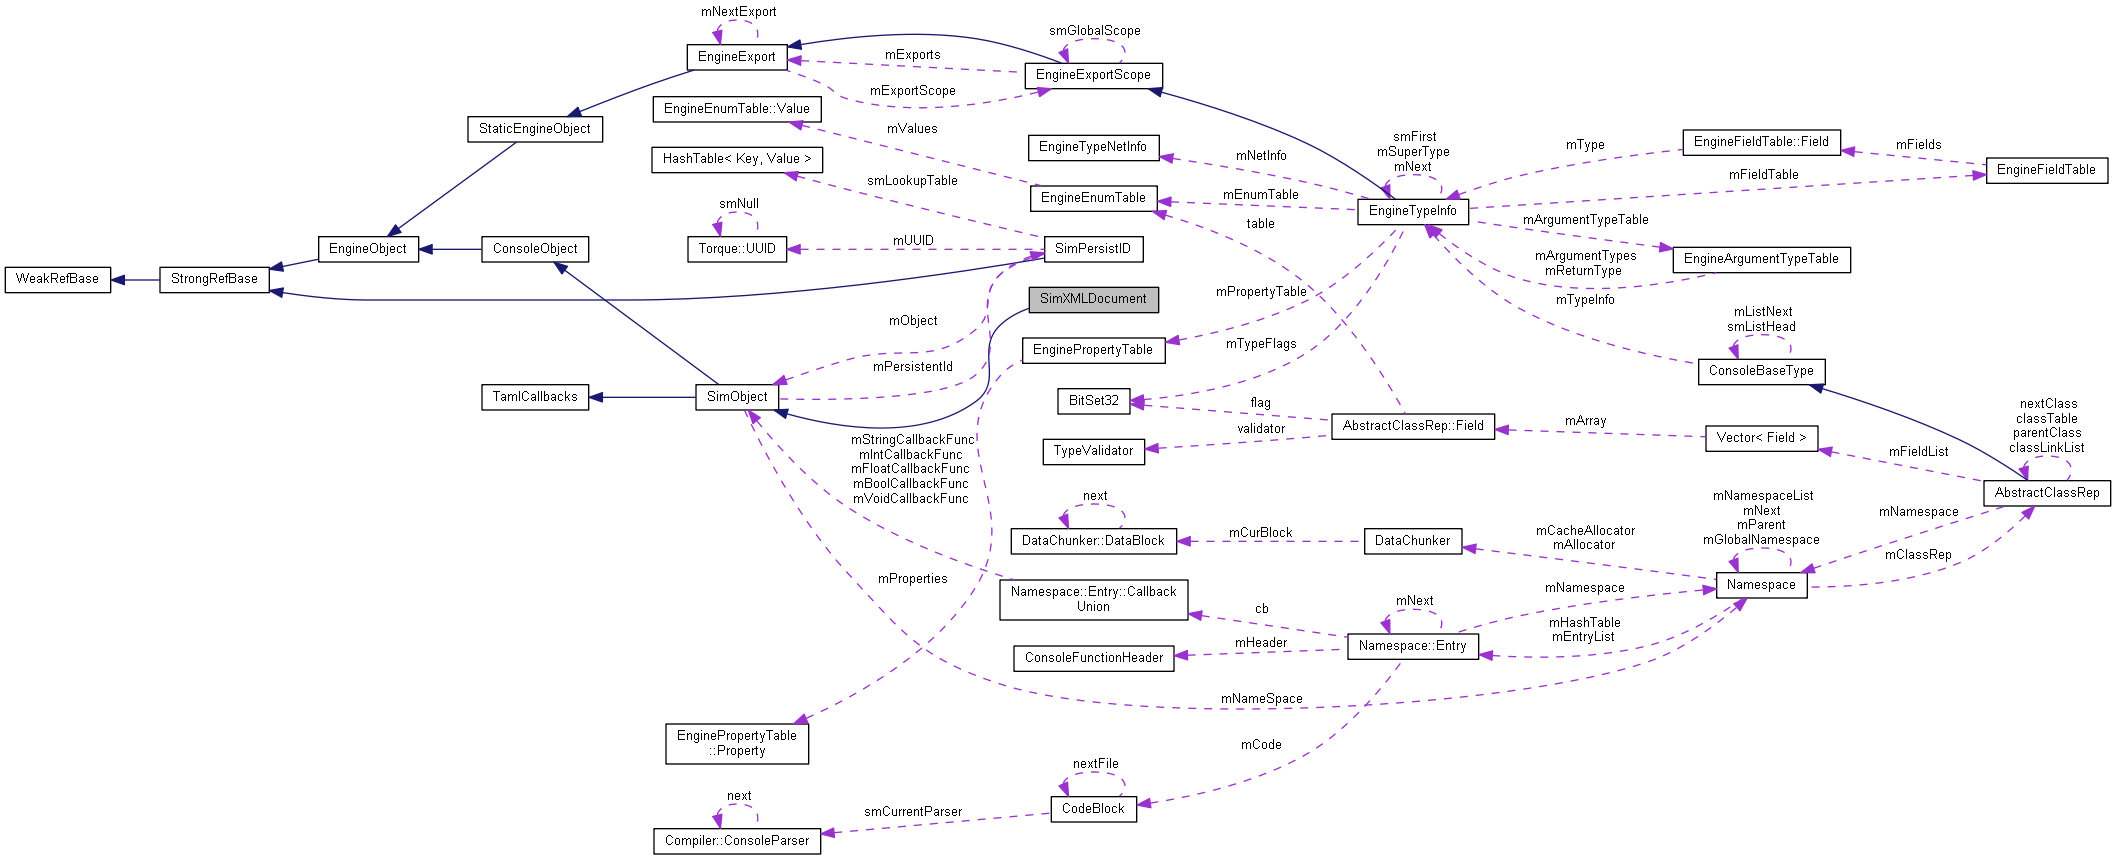 mNextExport
smGlobalScope
EngineExport
mExports
EngineExportScope
mExportScope
EngineEnumTable::Value
StaticEngineObject
mValues
smFirst
mSuperType
mNext
EngineTypeNetInfo
mNetInfo
mType
EngineFieldTable::Field
mFields
EngineFieldTable
HashTable< Key, Value >
smLookupTable
EngineEnumTable
mEnumTable
mFieldTable
EngineTypeInfo
smNull
mUUID
table
mArgumentTypeTable
EngineObject
ConsoleObject
Torque::UUID
SimPersistID
mArgumentTypes
mReturnType
EngineArgumentTypeTable
WeakRefBase
StrongRefBase
SimXMLDocument
mPropertyTable
mTypeInfo
mListNext
smListHead
mObject
EnginePropertyTable
mTypeFlags
mPersistentId
ConsoleBaseType
TamlCallbacks
SimObject
BitSet32
flag
validator
AbstractClassRep::Field
mArray
Vector< Field >
nextClass
classTable
parentClass
classLinkList
mStringCallbackFunc
mIntCallbackFunc
mFloatCallbackFunc
mBoolCallbackFunc
mVoidCallbackFunc
TypeValidator
mFieldList
AbstractClassRep
next
mNamespaceList
mNext
mParent
mGlobalNamespace
mNamespace
DataChunker::DataBlock
mCurBlock
DataChunker
mCacheAllocator
mAllocator
mClassRep
mProperties
Namespace::Entry::Callback
Union
cb
mNext
mNamespace
Namespace
mHashTable
mEntryList
ConsoleFunctionHeader
mHeader
Namespace::Entry
mNameSpace
EnginePropertyTable
::Property
mCode
nextFile
next
smCurrentParser
CodeBlock
Compiler::ConsoleParser